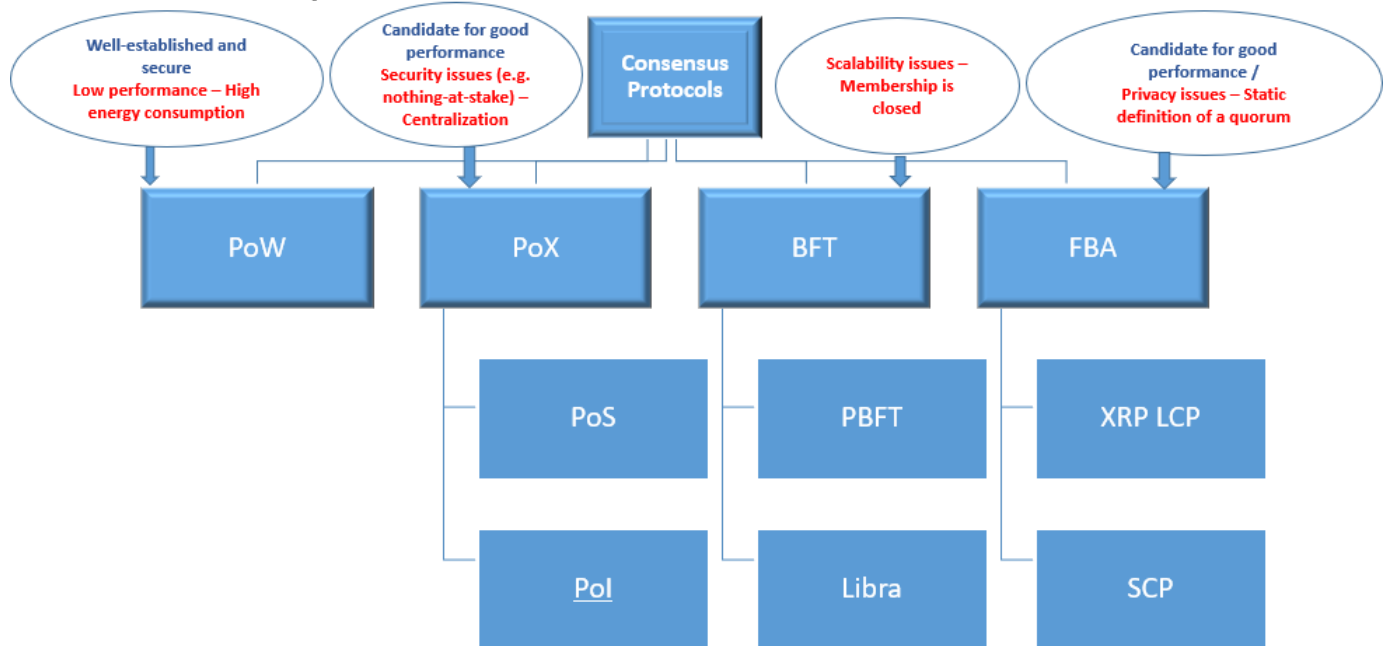 Well-established and
secure
Low performance – High
energy consumption
Candidate for good
performance
Security issues (e.g.
nothing-at-stake) –
Centralization
Consensus
Protocols
Scalability issues –
Membership is
closed
Candidate for good
performance /
Privacy issues – Static
definition of a quorum
PoW
PoX
BFT
FBA
PoS
PBFT
XRP LCP
PoI
Libra
SCP